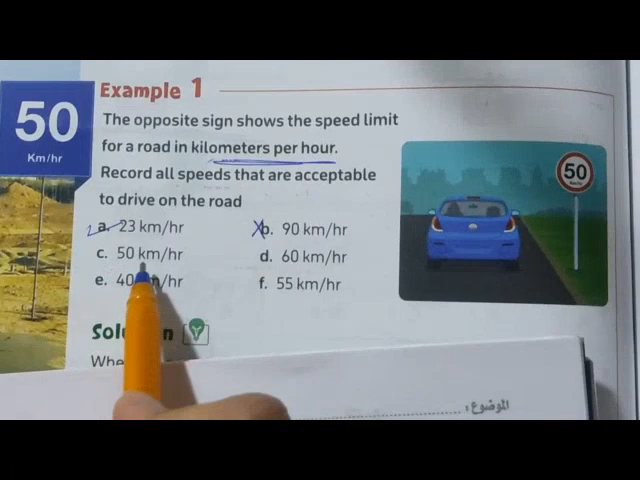 50
Km/hr
Example 1
The opposite sign shows the speed limit
for a road in kilometers per hour.
Record all speeds that are acceptable
to drive on the road
a. 23 km/hr
b. 90 km/hr
c. 50 km/hr
d. 60 km/hr
e. 40 /hr
f. 55 km/hr
50
Km/hr
الموضوع: